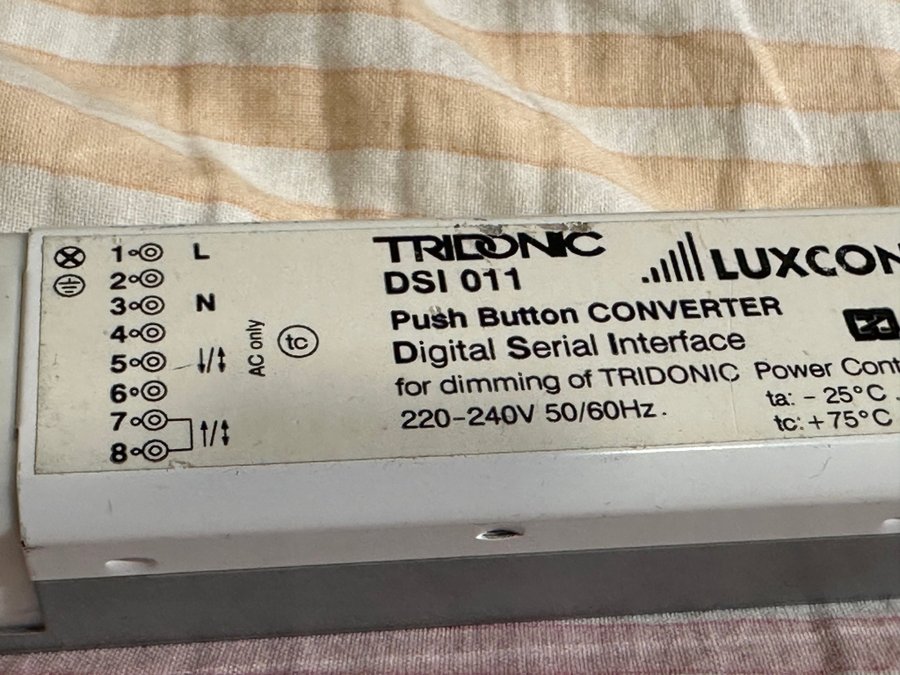 1 L
2
3 N
4
5 ↓/↕
6
7
8 ↑/↕
AC only
tc
TRIDONIC
DSI 011
Push Button CONVERTER
Digital Serial Interface
for dimming of TRIDONIC Power Cont
220-240V 50/60Hz.
LUXCON
ta: - 25°C
tc: +75°C